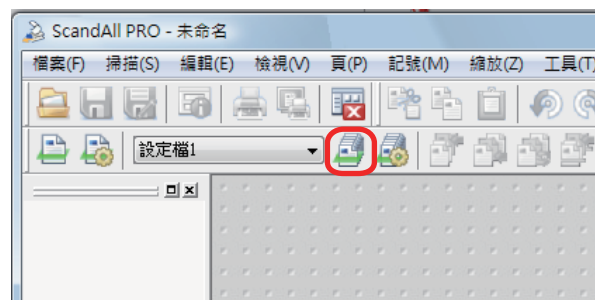 ScandAll PRO - 未命名
檔案(F) 掃描(S) 編輯(E) 檢視(V) 頁(P) 記號(M) 縮放(Z) 工具(T)
設定檔1